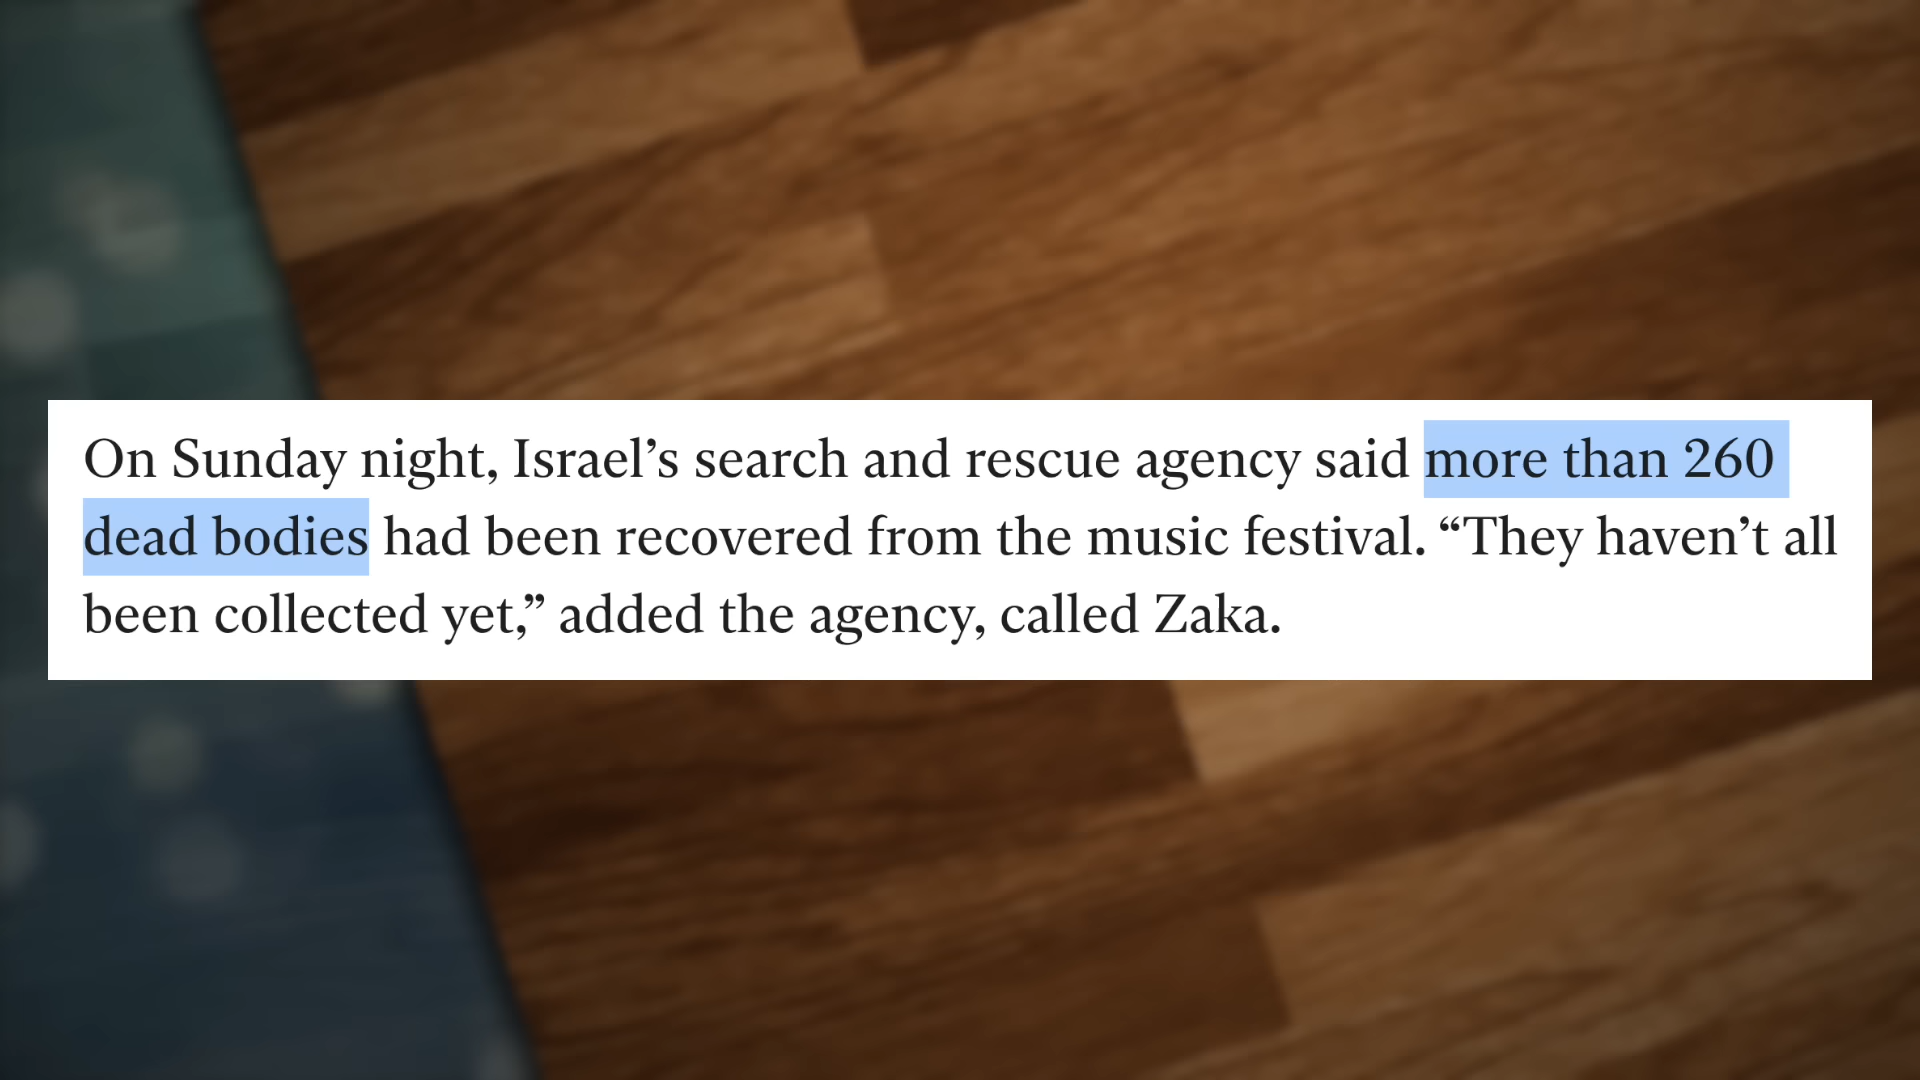 On Sunday night, Israel’s search and rescue agency said more than 260
dead bodies had been recovered from the music festival. “They haven’t all
been collected yet,” added the agency, called Zaka.